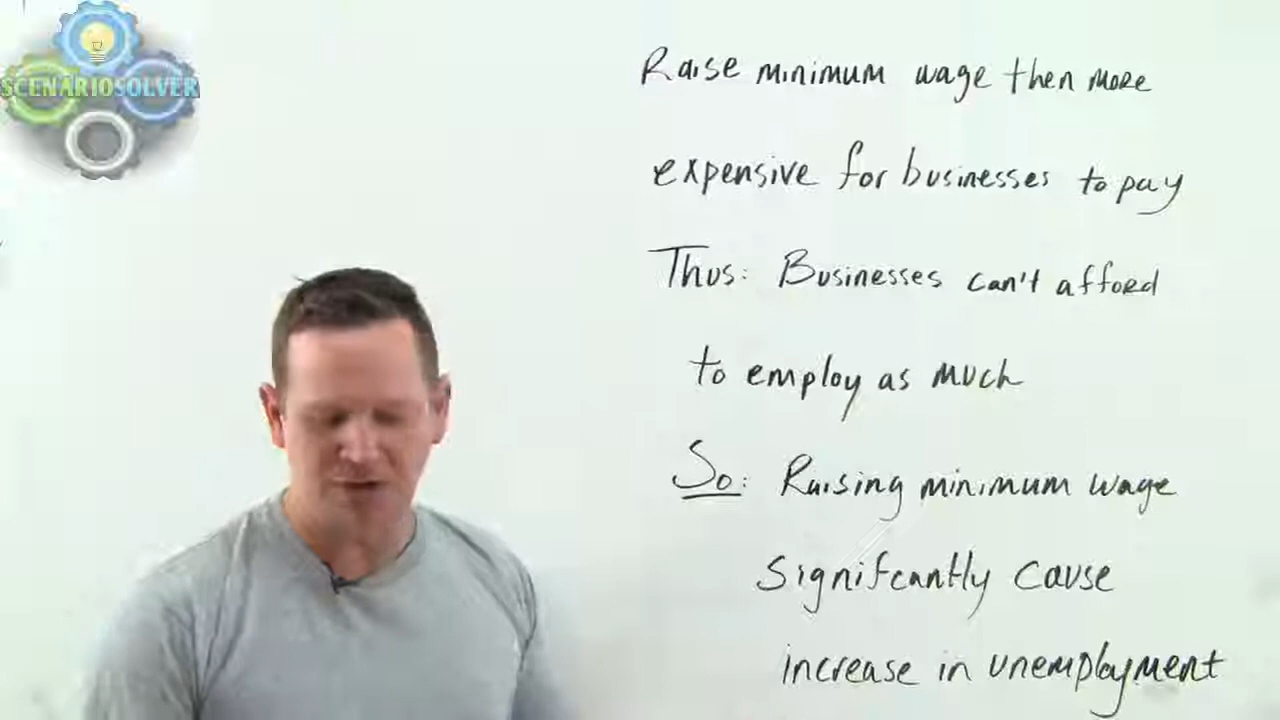 SCENARIOSOLVER
Raise minimum wage then more
expensive for businesses to pay
Thus: Businesses can't afford
to employ as much
So: Raising minimum wage
Signifcantly cause
increase in unemployment